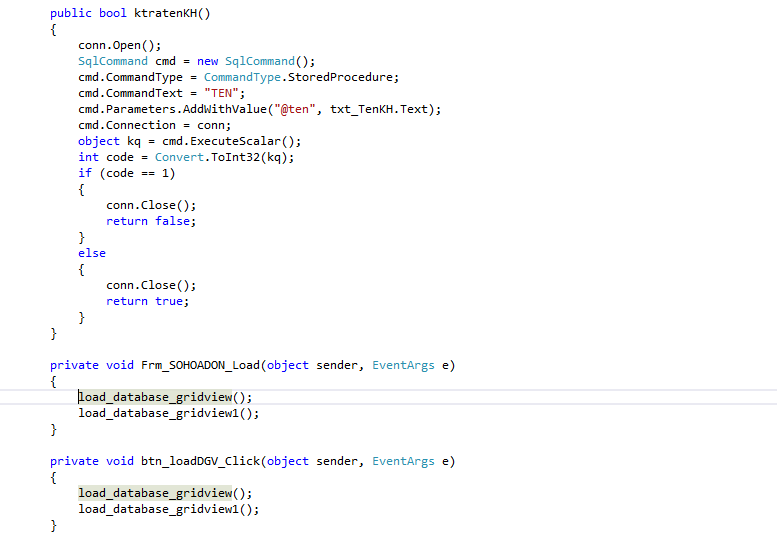 public bool ktratenKH()
{
conn.Open();
SqlCommand cmd = new SqlCommand();
cmd.CommandType = CommandType.StoredProcedure;
cmd.CommandText = "TEN";
cmd.Parameters.AddWithValue("@ten", txt_TenKH.Text);
cmd.Connection = conn;
object kq = cmd.ExecuteScalar();
int code = Convert.ToInt32(kq);
if (code == 1)
{
conn.Close();
return false;
}
else
{
conn.Close();
return true;
}
}
private void Frm_SOHOADON_Load(object sender, EventArgs e)
{
load_database_gridview();
load_database_gridview1();
}
private void btn_loadDGV_Click(object sender, EventArgs e)
{
load_database_gridview();
load_database_gridview1();
}